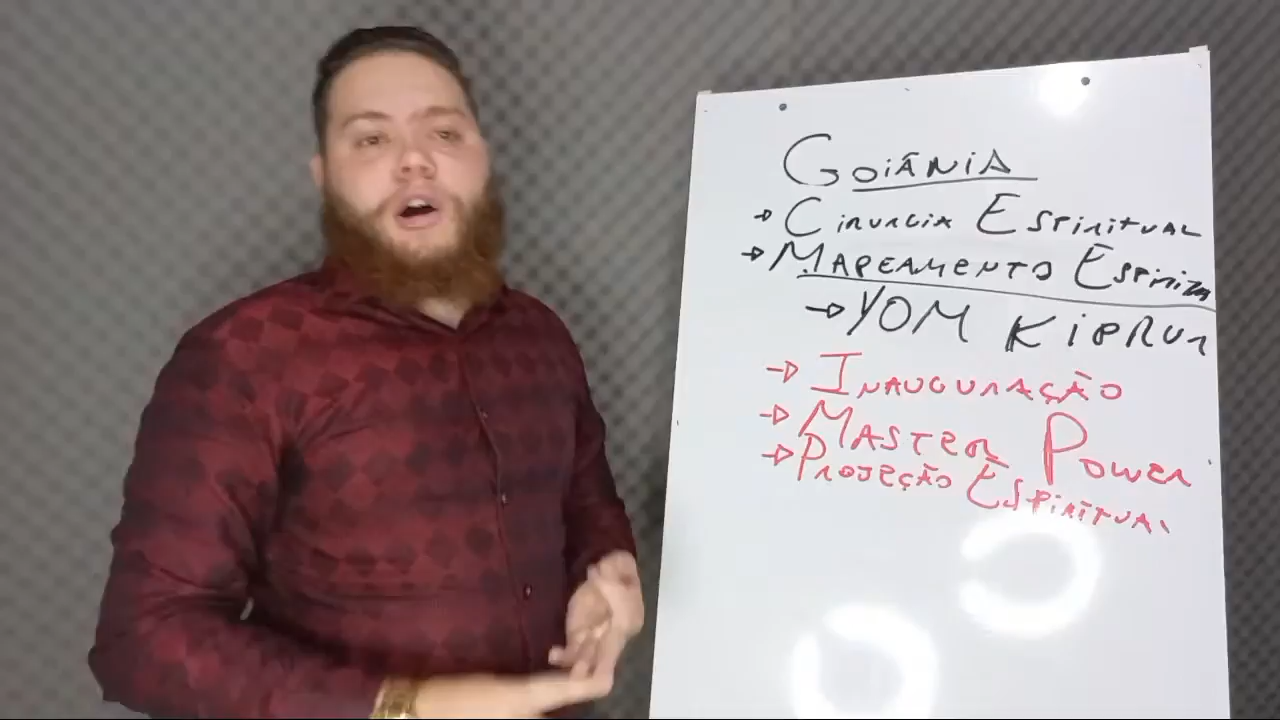 GOIÂNIA
→ CIRURGIA ESPIRITUAL
→ MAPEAMENTO
→ YOM KIPPUR
→ INAUGURAÇÃO
→ MASTER POWER
→ PROJEÇÃO ESPIRITUAL